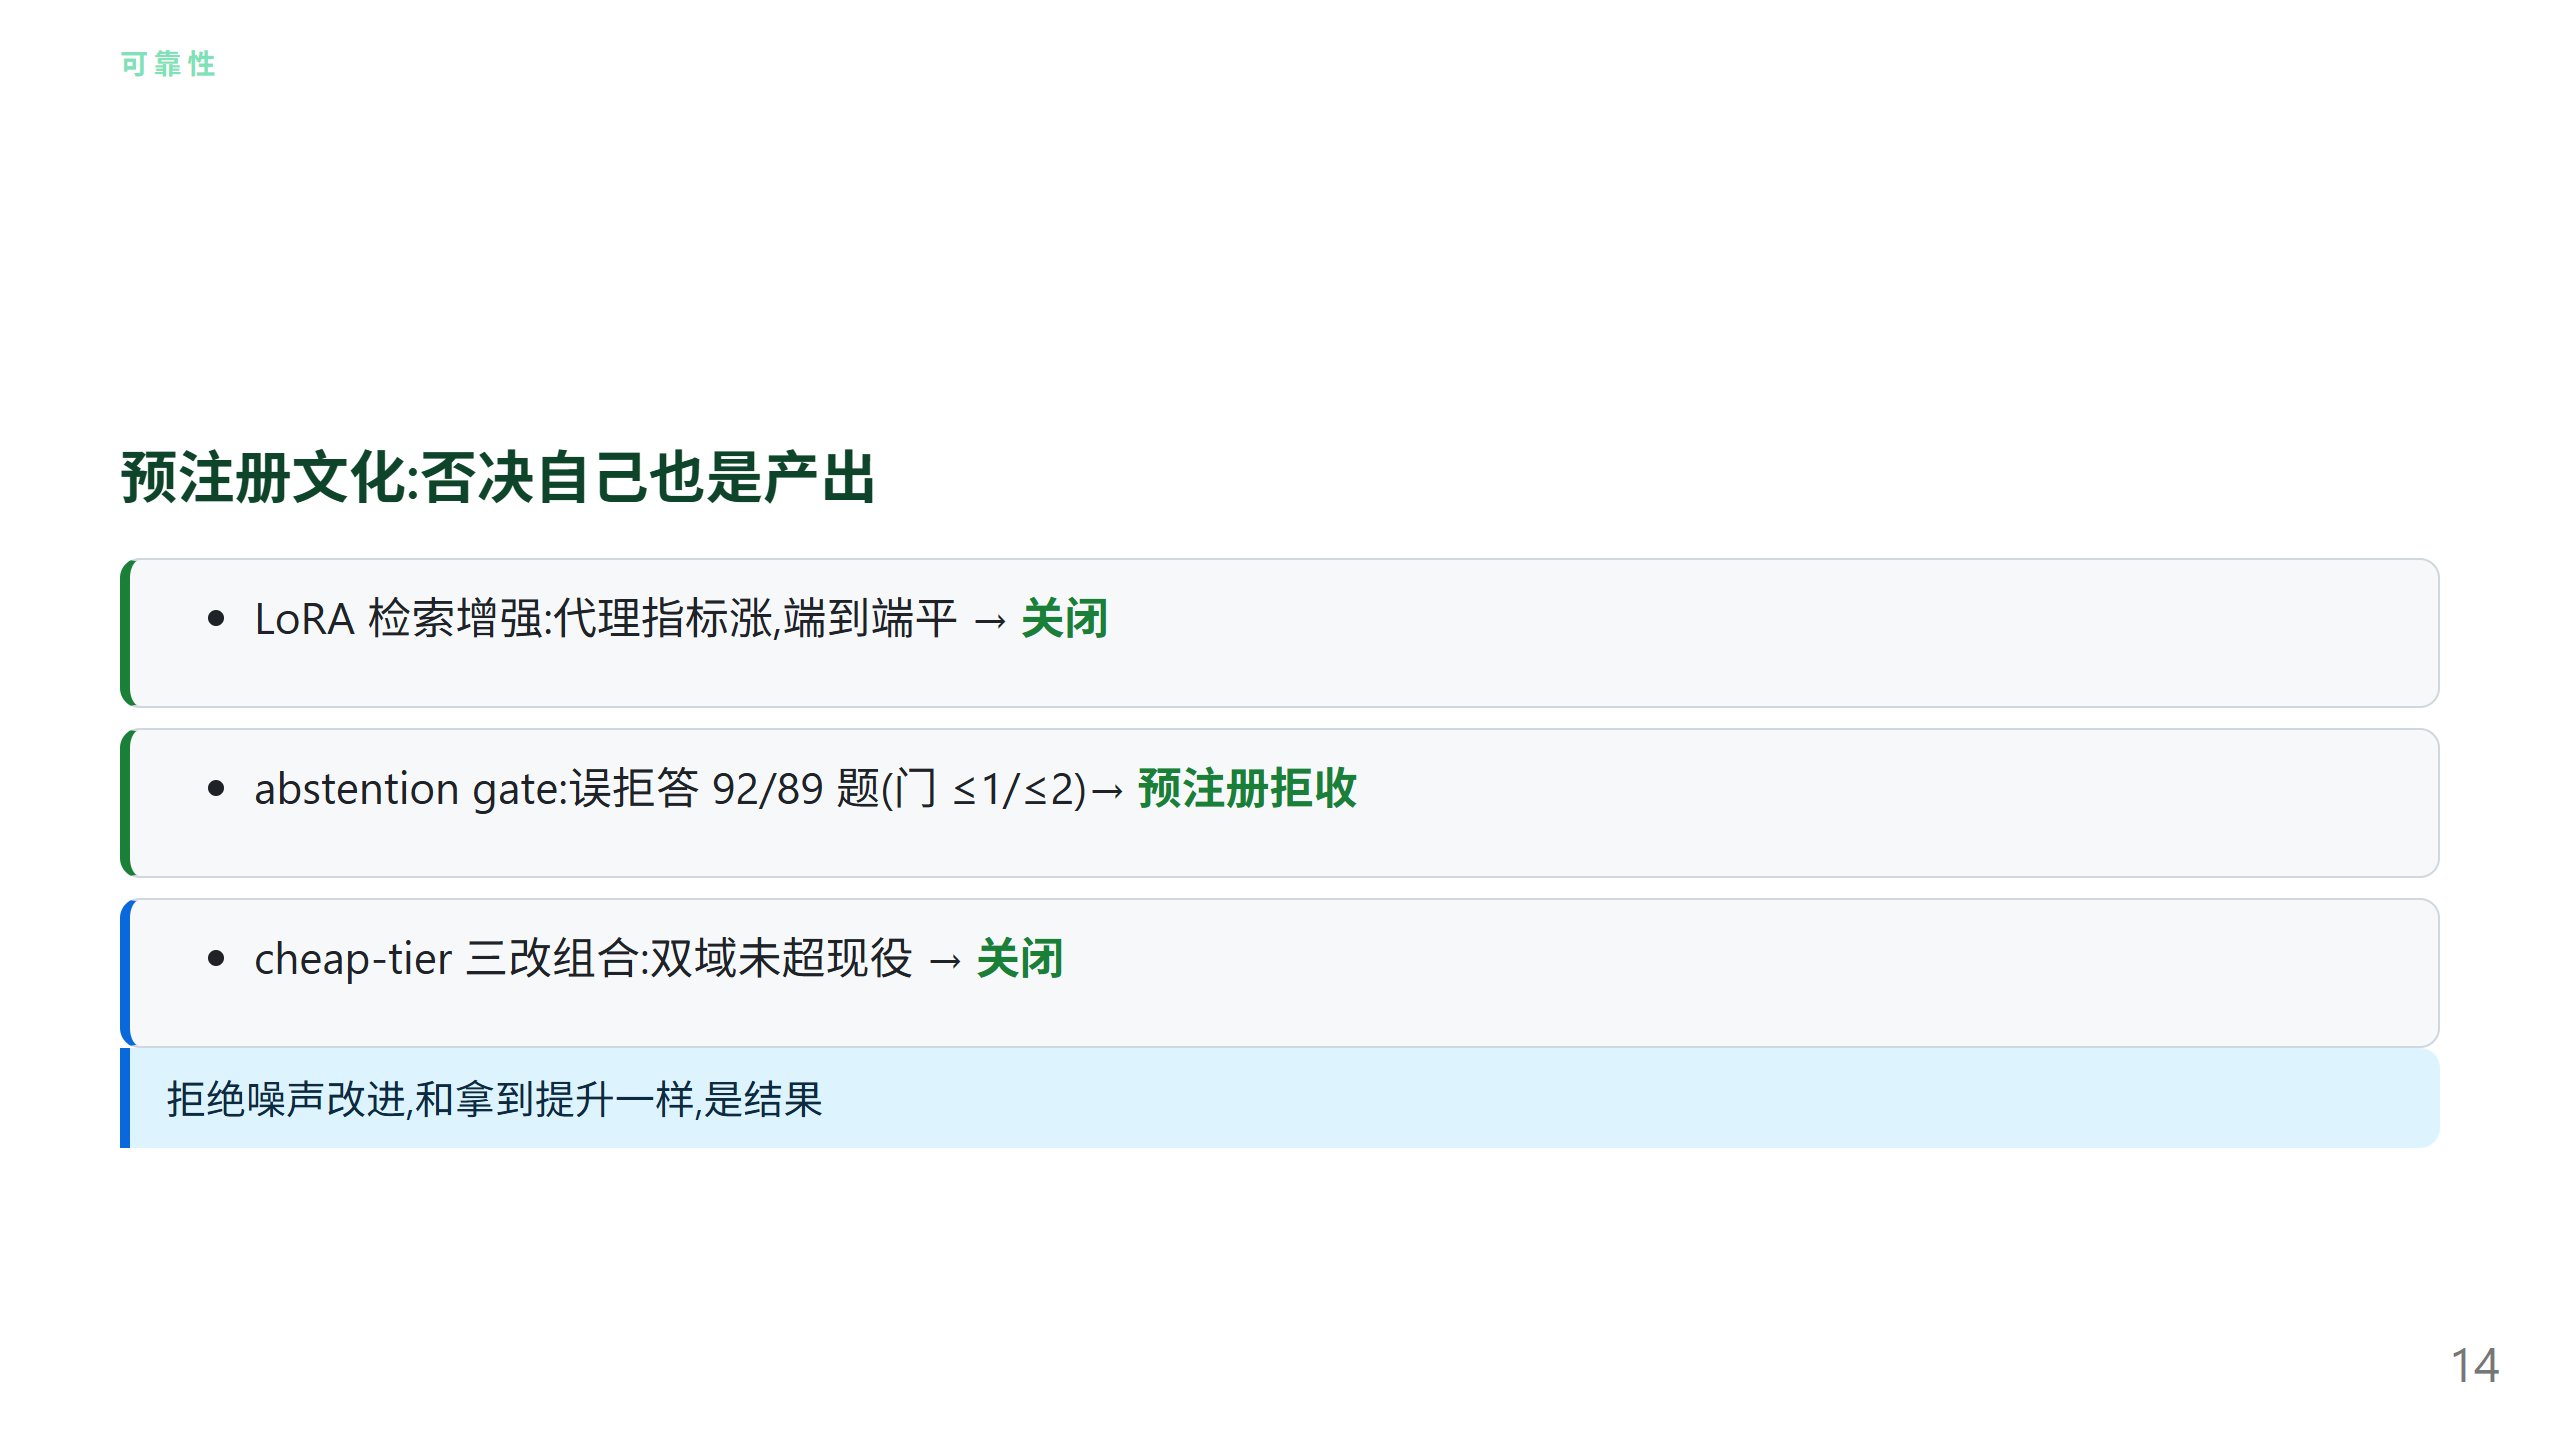 可靠性
预注册文化:否决自己也是产出
• LoRA 检索增强:代理指标涨,端到端平 → 关闭
• abstention gate:误拒答 92/89 题(门 ≤1/≤2)→ 预注册拒收
• cheap-tier 三改组合:双域未超现役 → 关闭
拒绝噪声改进,和拿到提升一样,是结果
14